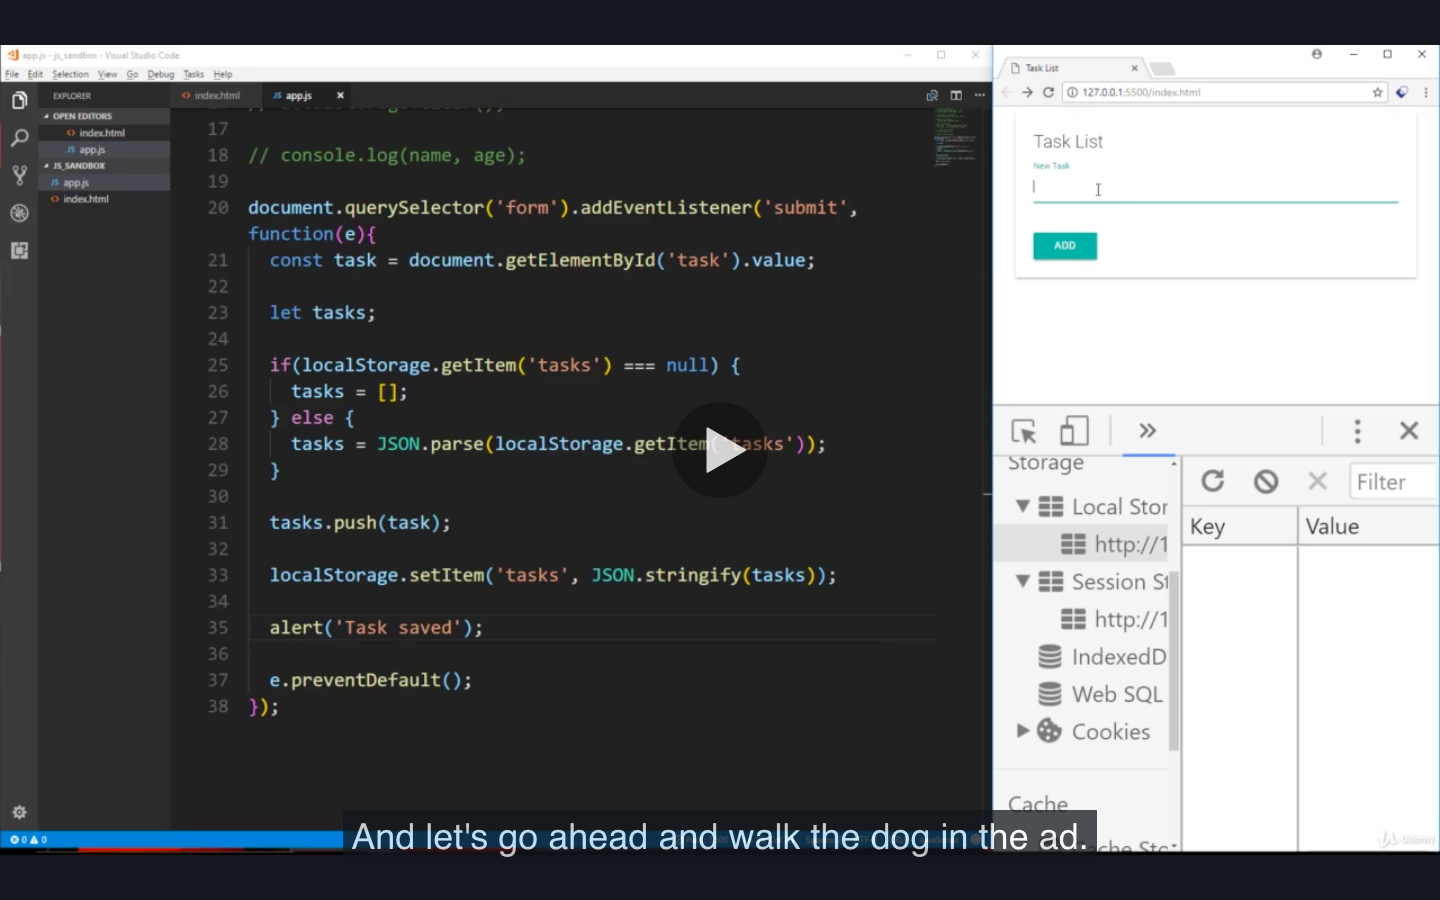 app.js - js_sandbox - Visual Studio Code
File Edit Selection View Go Debug Tasks Help
EXPLORER
OPEN EDITORS
index.html
app.js
JS_SANDBOX
app.js
index.html
index.html
app.js
17
18 // console.log(name, age);
19
20 document.querySelector('form').addEventListener('submit',
function(e){
21 const task = document.getElementById('task').value;
22
23 let tasks;
24
25 if(localStorage.getItem('tasks') === null) {
26 tasks = [];
27 } else {
28 tasks = JSON.parse(localStorage.getItem('tasks'));
29 }
30
31 tasks.push(task);
32
33 localStorage.setItem('tasks', JSON.stringify(tasks));
34
35 alert('Task saved');
36
37 e.preventDefault();
38 });
0 0
Task List
127.0.0.1:5500/index.html
Task List
New Task
ADD
Storage
Local Stor
http://1
Session St
http://1
IndexedD
Web SQL
Cookies
Cache
Filter
Key Value
And let's go ahead and walk the dog in the ad.
Udemy